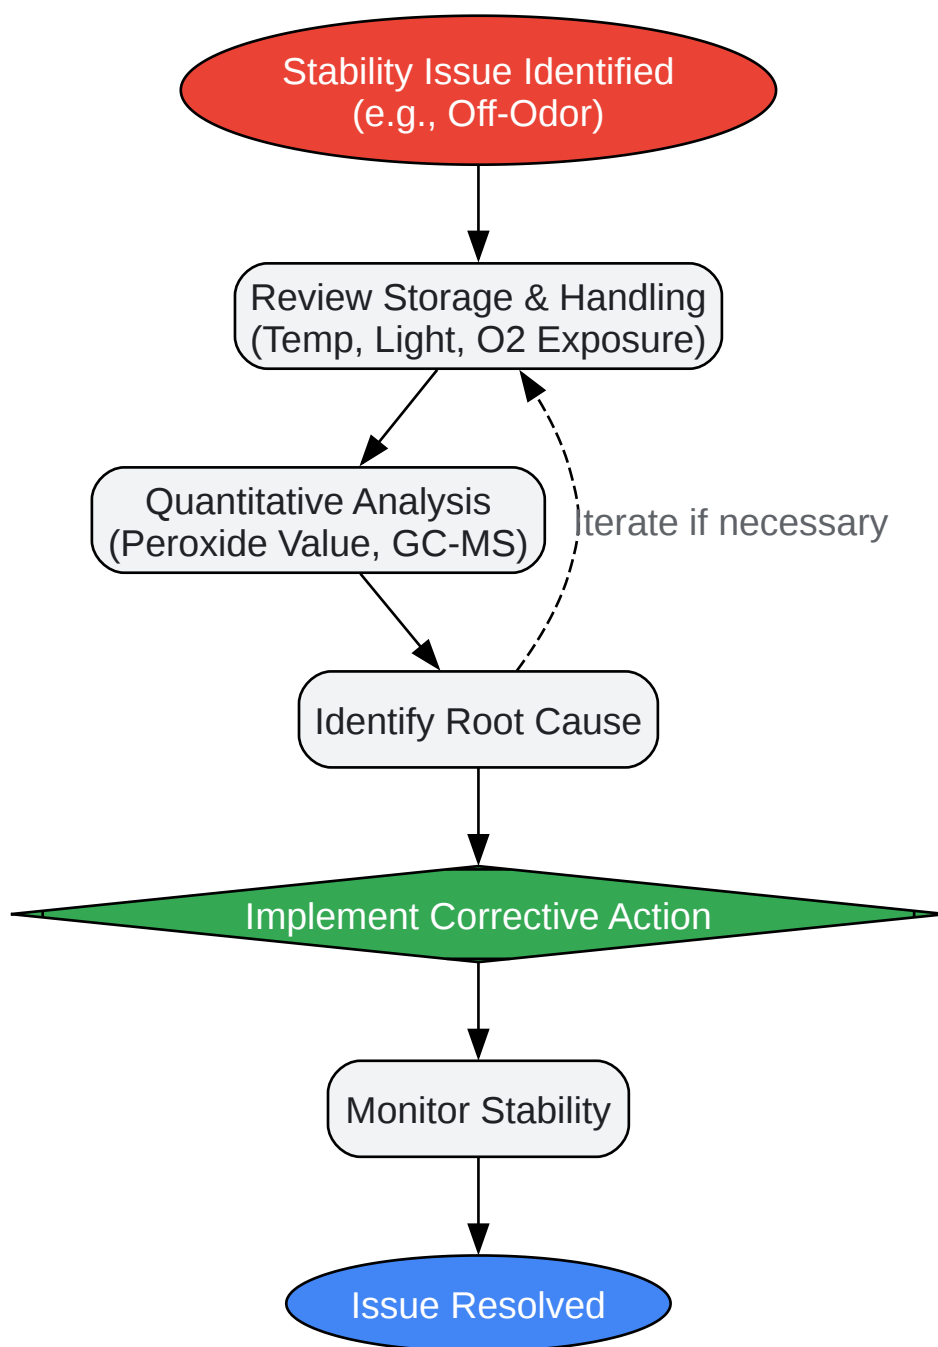 Stability Issue Identified
(e.g., Off-Odor)
Review Storage & Handling
(Temp, Light, O2 Exposure)
Quantitative Analysis
(Peroxide Value, GC-MS)
Iterate if necessary
Identify Root Cause
Implement Corrective Action
Monitor Stability
Issue Resolved